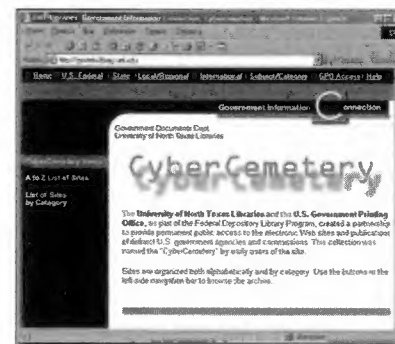 Home U.S. Federal State Local/Regional International Subject/Category GPO Access Help
Government Information Connection
Government Documents Dept.
University of North Texas Libraries
CyberCemetery
A to Z List of Sites
List of Sites
by Category
The University of North Texas Libraries and the U.S. Government Printing
Office, as part of the Federal Depository Library Program, created a partnership
to provide permanent public access to the electronic Web sites and publications
of defunct U.S. government agencies and commissions. This collection was
named the "CyberCemetery" by early users of the site.
Sites are organized both alphabetically and by category. Use the buttons in the
left side navigation bar to browse the archive.